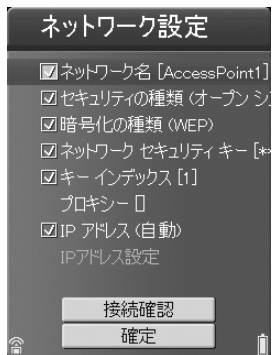 ネットワーク設定
ネットワーク名 [AccessPoint1]
セキュリティの種類 (オープン シ
暗号化の種類 (WEP)
ネットワーク セキュリティ キー [**
キー インデックス [1]
プロキシー []
IP アドレス (自動)
IPアドレス設定
接続確認
確定